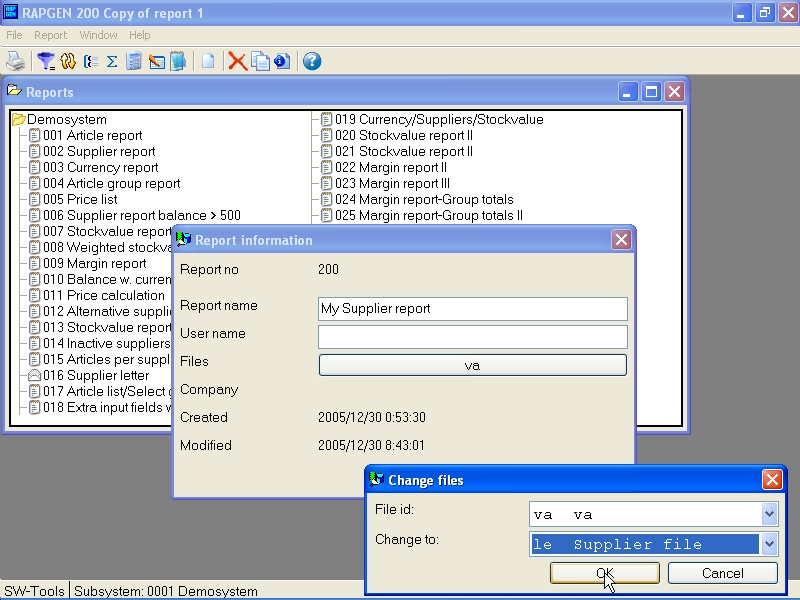 RAPGEN 200 Copy of report 1
File Report Window Help
Reports
Demosystem
001 Article report
002 Supplier report
003 Currency report
004 Article group report
005 Price list
006 Supplier report balance > 500
007 Stockvalue report
008 Weighted stockva
009 Margin report
010 Balance w. curren
011 Price calculation
012 Alternative suppli
013 Stockvalue report
014 Inactive suppliers
015 Articles per suppl
016 Supplier letter
017 Article list/Select
018 Extra input fields
019 Currency/Suppliers/Stockvalue
020 Stockvalue report II
021 Stockvalue report II
022 Margin report II
023 Margin report III
024 Margin report-Group totals
025 Margin report-Group totals II
Report information
Report no 200
Report name My Supplier report
User name
Files va
Company
Created 2005/12/30 0:53:30
Modified 2005/12/30 8:43:01
Change files
File id: va va
Change to: le Supplier file
OK Cancel
SW-Tools Subsystem: 0001 Demosystem